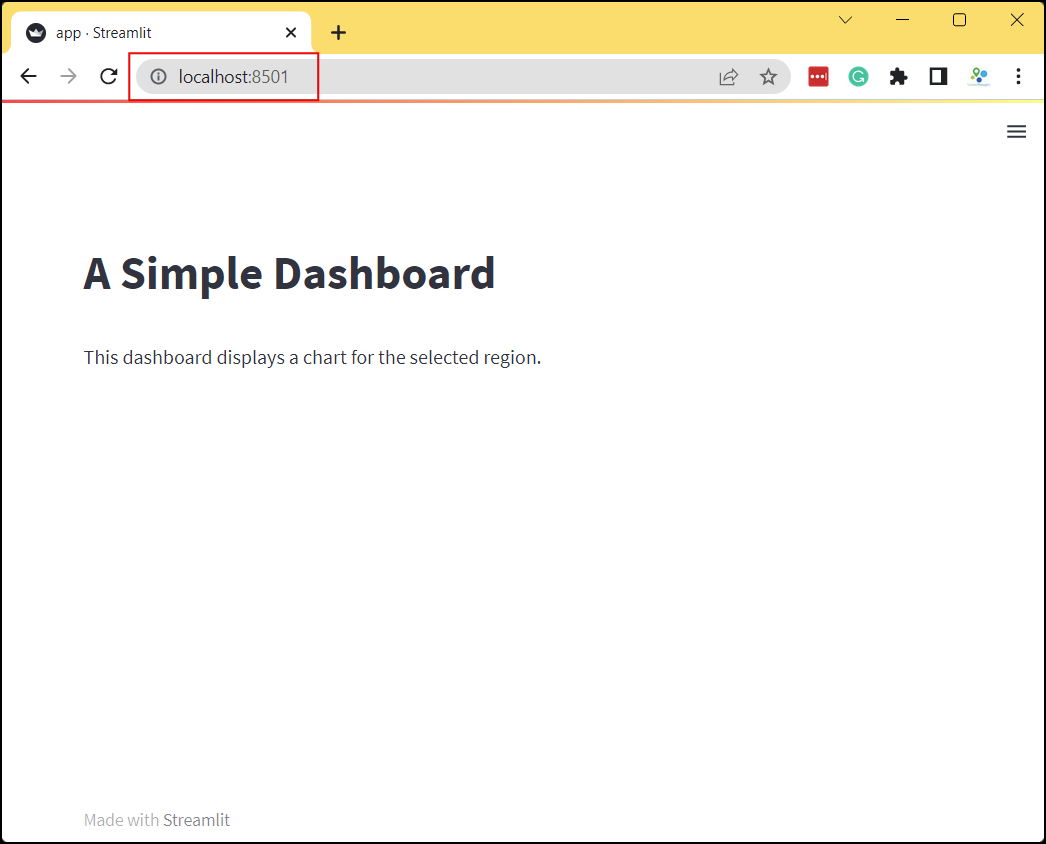 app · Streamlit
localhost:8501
A Simple Dashboard
This dashboard displays a chart for the selected region.
Made with Streamlit